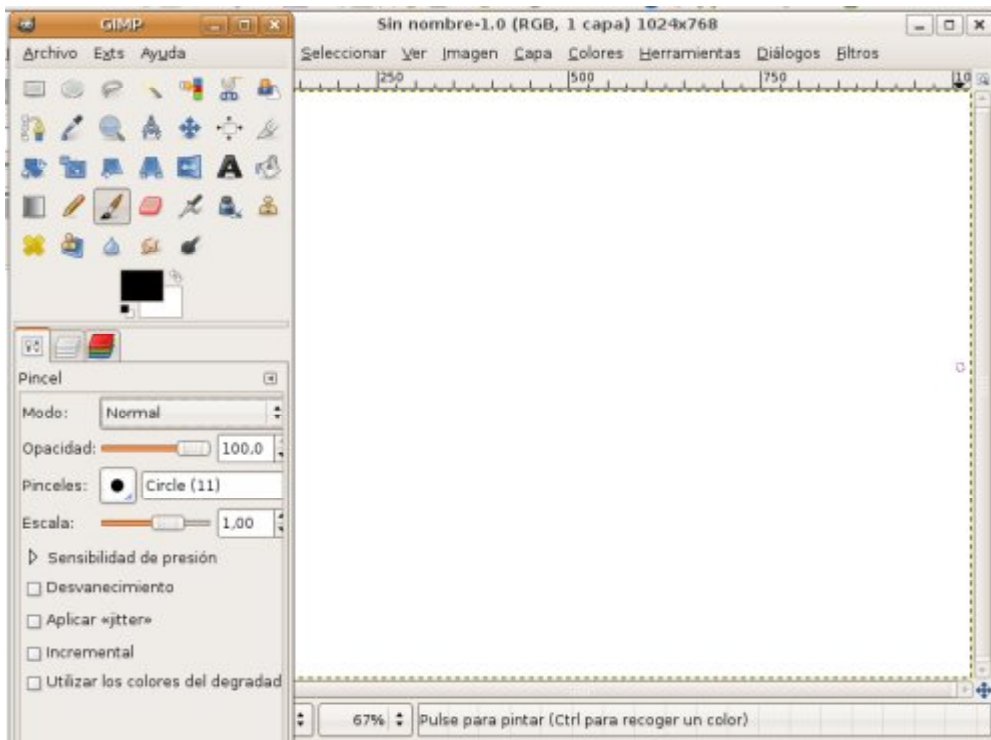 GIMP
Sin nombre-1.0 (RGB, 1 capa) 1024x768
Archivo Exts Ayuda
Seleccionar Ver Imagen Capa Colores Herramientas Diálogos Filtros
250 500 750 10
Pincel
Modo: Normal
Opacidad: 100,0
Pinceles: Circle (11)
Escala: 1,00
Sensibilidad de presión
Desvanecimiento
Aplicar «jitter»
Incremental
Utilizar los colores del degradad
67% Pulse para pintar (Ctrl para recoger un color)